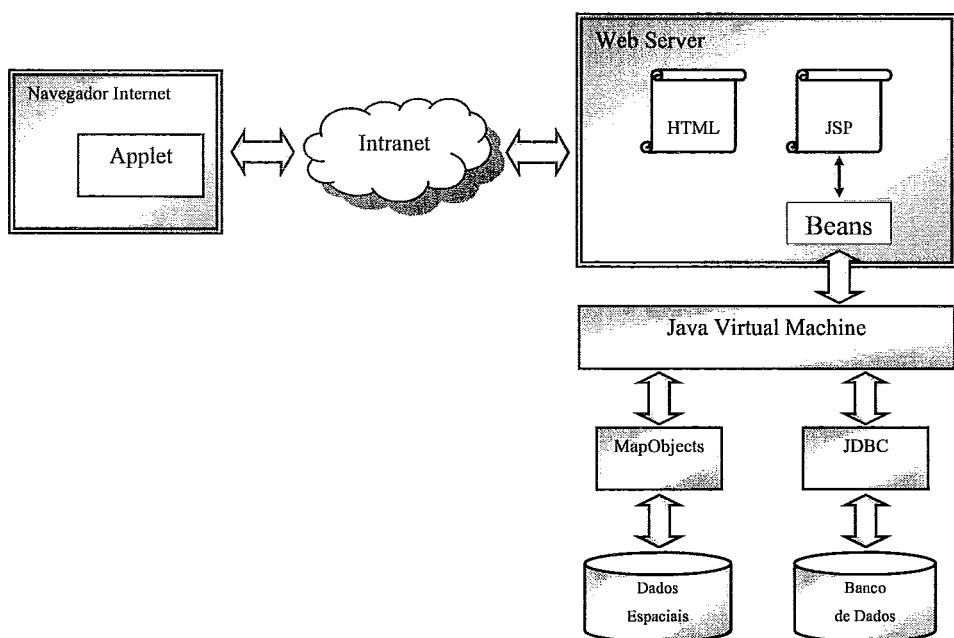 Web Server
Navegador Internet
Applet
Intranet
HTML
JSP
Beans
Java Virtual Machine
MapObjects
JDBC
Dados
Espaciais
Banco
de Dados